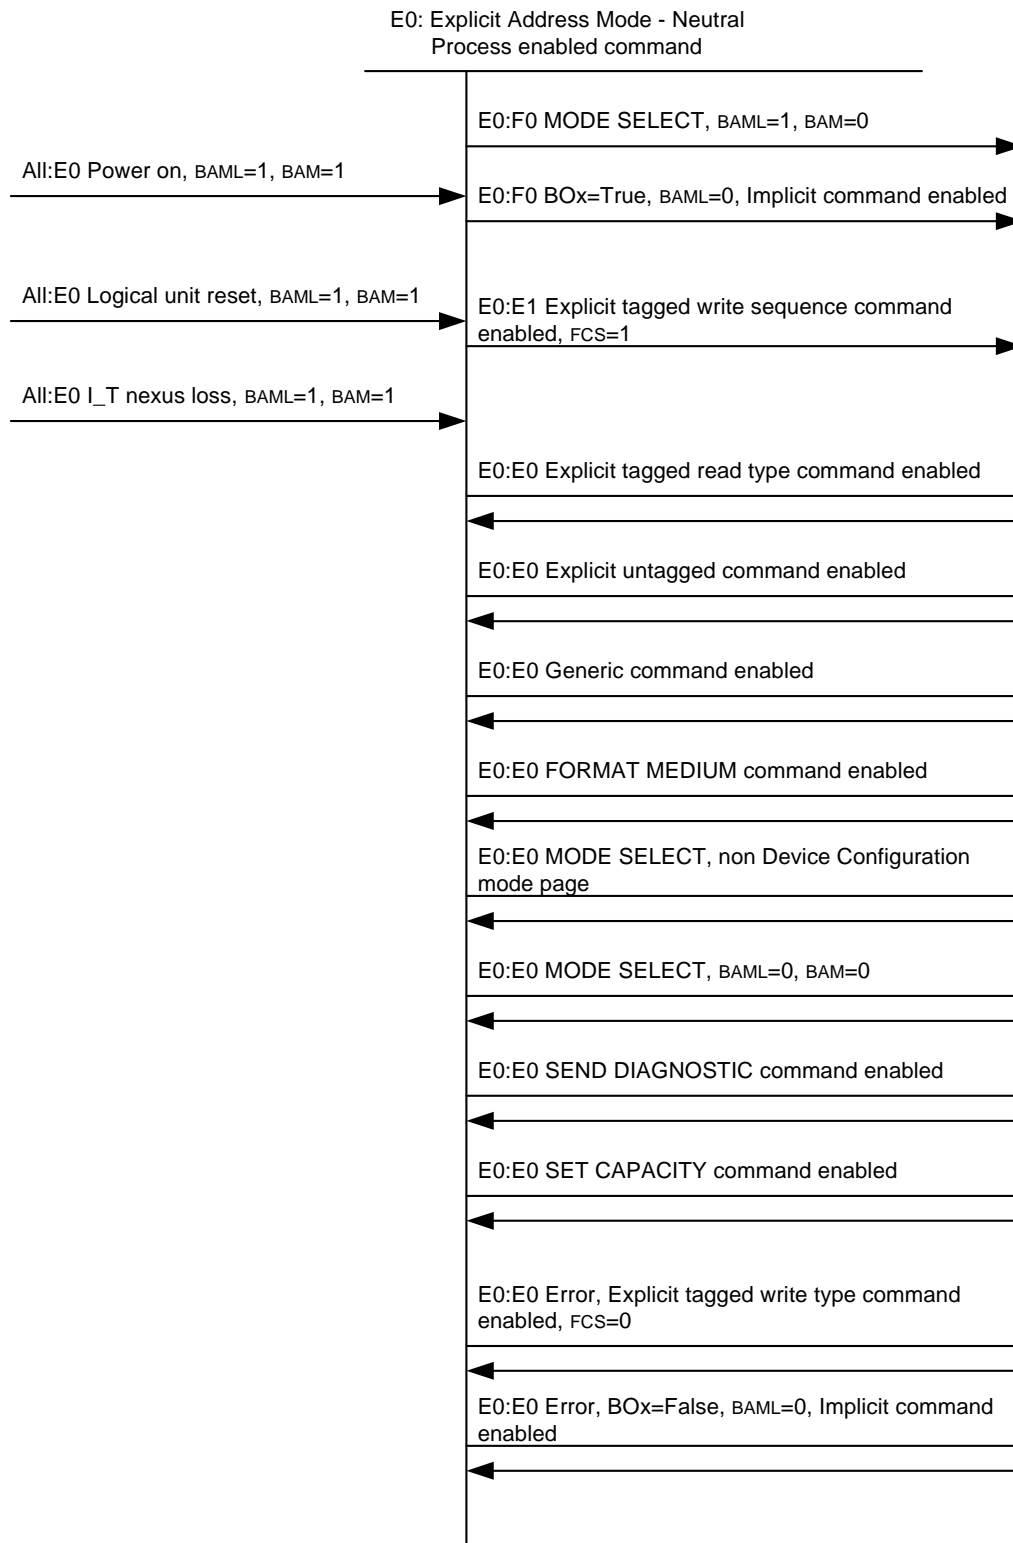 E0: Explicit Address Mode - Neutral
Process enabled command
E0:F0 MODE SELECT, BAML=1, BAM=0
All:E0 Power on, BAML=1, BAM=1
E0:F0 BOx=True, BAML=0, Implicit command enabled
All:E0 Logical unit reset, BAML=1, BAM=1
E0:E1 Explicit tagged write sequence command
enabled, FCS=1
All:E0 I_T nexus loss, BAML=1, BAM=1
E0:E0 Explicit tagged read type command enabled
E0:E0 Explicit untagged command enabled
E0:E0 Generic command enabled
E0:E0 FORMAT MEDIUM command enabled
E0:E0 MODE SELECT, non Device Configuration
mode page
E0:E0 MODE SELECT, BAML=0, BAM=0
E0:E0 SEND DIAGNOSTIC command enabled
E0:E0 SET CAPACITY command enabled
E0:E0 Error, Explicit tagged write type command
enabled, FCS=0
E0:E0 Error, BOx=False, BAML=0, Implicit command
enabled